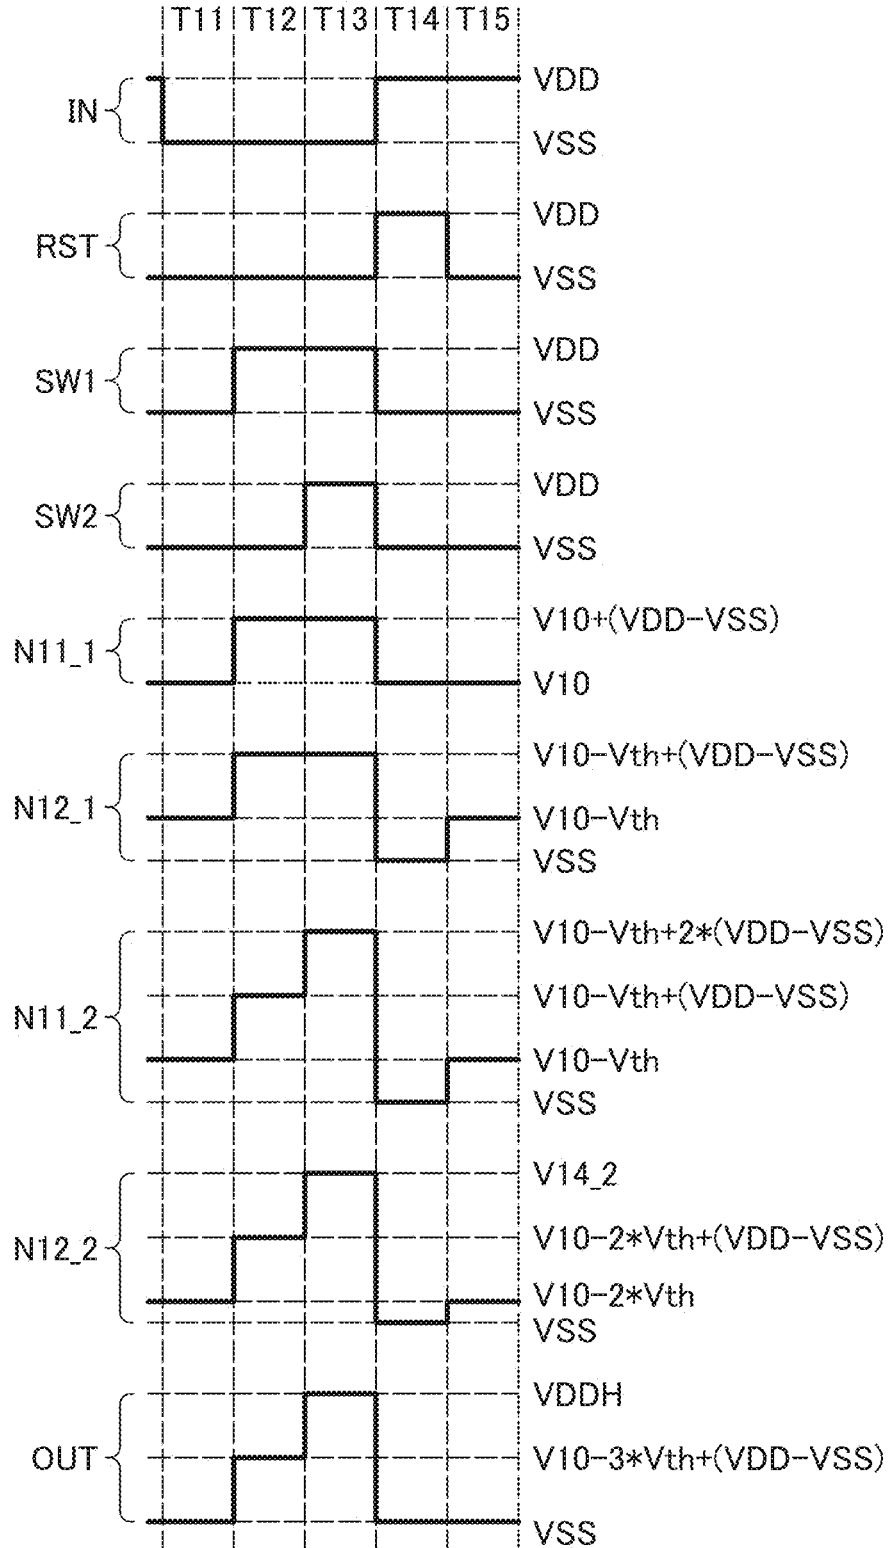 T11 T12 T13 T14 T15
IN
VDD
VSS
RST
VDD
VSS
SW1
VDD
VSS
SW2
VDD
VSS
N11_1
V10+(VDD-VSS)
V10
N12_1
V10-Vth+(VDD-VSS)
V10-Vth
VSS
N11_2
V10-Vth+2*(VDD-VSS)
V10-Vth+(VDD-VSS)
V10-Vth
VSS
N12_2
V14_2
V10-2*Vth+(VDD-VSS)
V10-2*Vth
VSS
OUT
VDDH
V10-3*Vth+(VDD-VSS)
VSS